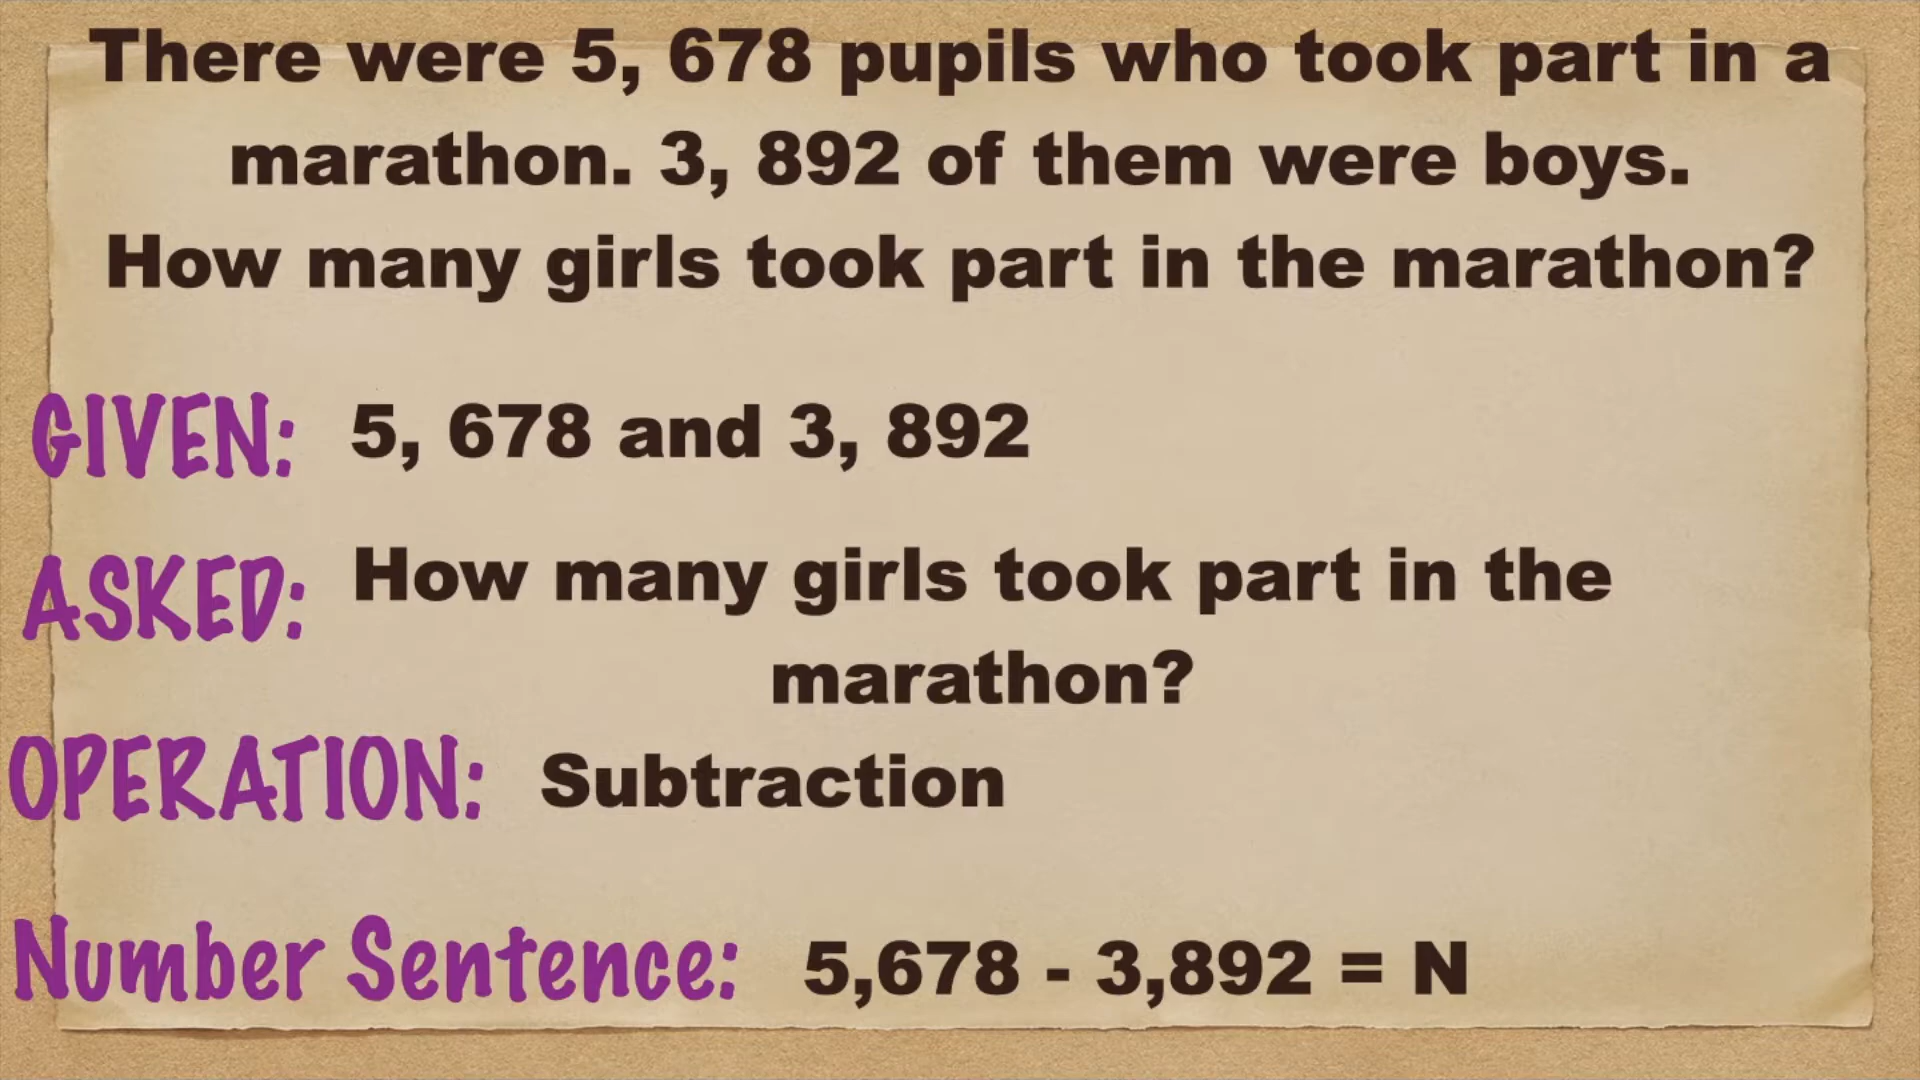 There were 5, 678 pupils who took part in a
marathon. 3, 892 of them were boys.
How many girls took part in the marathon?
GIVEN: 5, 678 and 3, 892
ASKED: How many girls took part in the
marathon?
OPERATION: Subtraction
Number Sentence: 5,678 - 3,892 = N